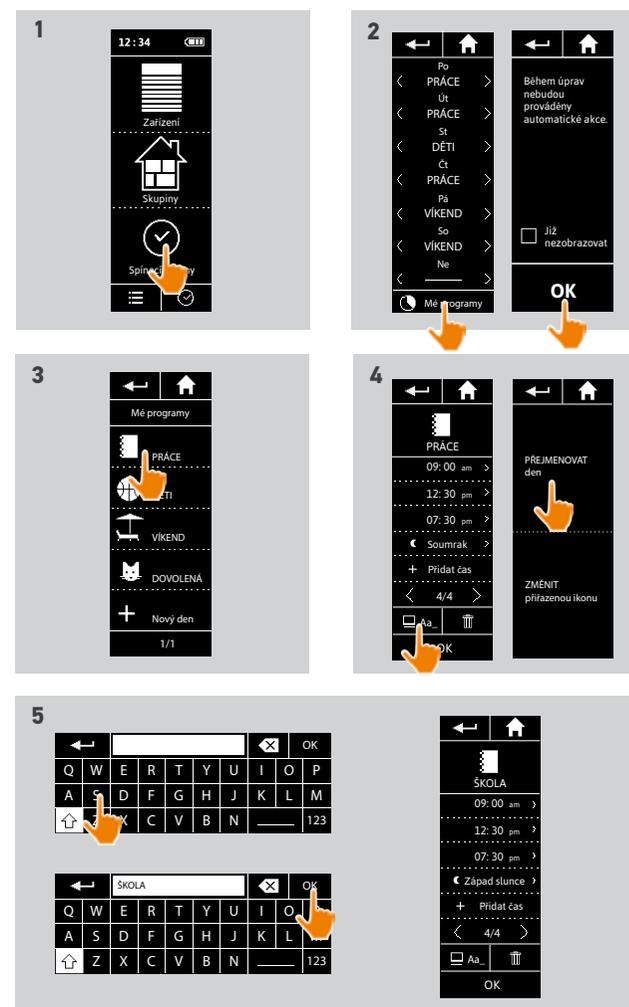 1
12:34
Zařízení
Skupiny
2
Po
PRÁCE
Út
PRÁCE
St
DĚTI
Čt
PRÁCE
Pá
VÍKEND
So
VÍKEND
Ne
Mé programy
Během úprav
nebudou
prováděny
automatické akce.
Již
nezobrazovat
OK
3
Mé programy
PRÁCE
VÍKEND
DOVOLENÁ
+ Nový den
1/1
4
PRÁCE
09:00 am >
12:30 pm >
07:30 pm >
Soumrak >
+ Přidat čas
< 4/4 >
Aa_
OK
PŘEJMENOVAT
den
ZMĚNIT
přiřazenou ikonu
5
OK
Q W E R T Y U I O P
A S D F G H J K L M
Z X C V B N 123
ŠKOLA OK
Q W E R T Y U I O
A S D F G H J K L
Z X C V B N 123
ŠKOLA
09:00 am >
12:30 pm >
07:30 pm >
Západ slunce >
+ Přidat čas
< 4/4 >
Aa_
OK